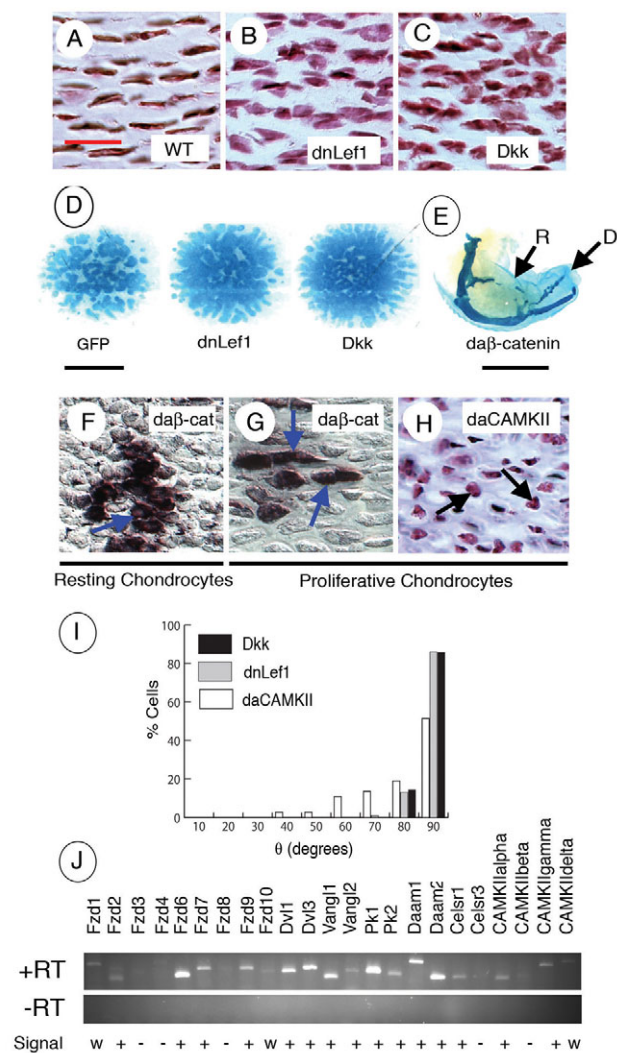 A
B
C
WT
dnLef1
Dkk
D
E
R
D
GFP
dnLef1
Dkk
daβ-catenin
F
daβ-cat
G
daβ-cat
H
daCAMKII
Resting Chondrocytes
Proliferative Chondrocytes
I
100
80
60
40
20
0
% Cells
Dkk
dnLef1
daCAMKII
10 20 30 40 50 60 70 80 90
θ (degrees)
J
Fzd1 Fzd2 Fzd3 Fzd4 Fzd6 Fzd7 Fzd8 Fzd9 Fzd10 Dvl1 Dvl3 Vangl1 Vangl2 Pk1 Pk2 Daam1 Daam2 Celsr1 Celsr3 CAMKIIalpha CAMKIIbeta CAMKIIgamma CAMKIIdelta
+RT
-RT
Signal w + - - + + - + w + + + + + + + + + - + - + w